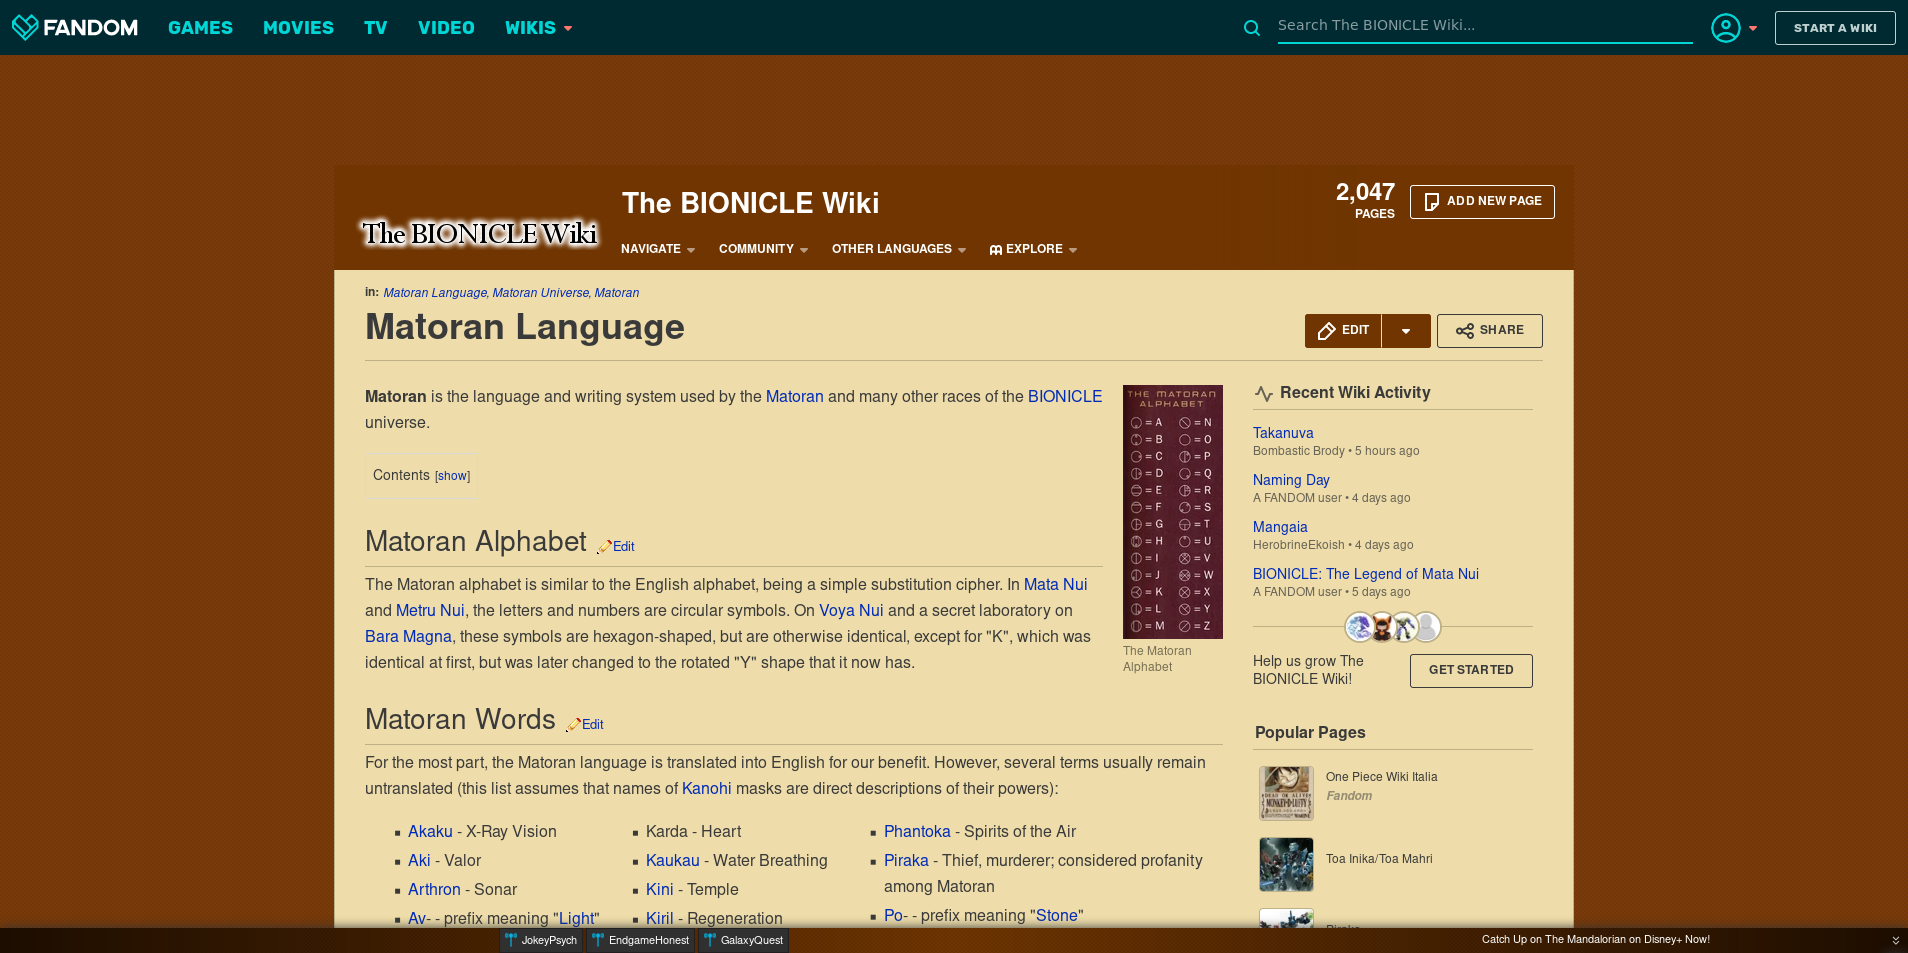 FANDOM
GAMES
MOVIES
TV
VIDEO
WIKIS
Search The BIONICLE Wiki...
START A WIKI
The BIONICLE Wiki
The BIONICLE Wiki
2,047
PAGES
ADD NEW PAGE
NAVIGATE
COMMUNITY
OTHER LANGUAGES
EXPLORE
in: Matoran Language, Matoran Universe, Matoran
Matoran Language
EDIT
SHARE
Matoran is the language and writing system used by the Matoran and many other races of the BIONICLE
universe.
Contents [show]
Matoran Alphabet Edit
The Matoran alphabet is similar to the English alphabet, being a simple substitution cipher. In Mata Nui
and Metru Nui, the letters and numbers are circular symbols. On Voya Nui and a secret laboratory on
Bara Magna, these symbols are hexagon-shaped, but are otherwise identical, except for "K", which was
identical at first, but was later changed to the rotated "Y" shape that it now has.
THE MATORAN
ALPHABET
= A = N
= B = O
= C = P
= D = Q
= E = R
= F = S
= G = T
= H = U
= I = V
= J = W
= K = X
= L = Y
= M = Z
The Matoran
Alphabet
Matoran Words Edit
For the most part, the Matoran language is translated into English for our benefit. However, several terms usually remain
untranslated (this list assumes that names of Kanohi masks are direct descriptions of their powers):
Akaku - X-Ray Vision
Aki - Valor
Arthron - Sonar
Av- - prefix meaning "Light"
Karda - Heart
Kaukau - Water Breathing
Kini - Temple
Kiril - Regeneration
Phantoka - Spirits of the Air
Piraka - Thief, murderer; considered profanity
among Matoran
Po- - prefix meaning "Stone"
Recent Wiki Activity
Takanuva
Bombastic Brody • 5 hours ago
Naming Day
A FANDOM user • 4 days ago
Mangaia
HerobrineEkoish • 4 days ago
BIONICLE: The Legend of Mata Nui
A FANDOM user • 5 days ago
Help us grow The
BIONICLE Wiki!
GET STARTED
Popular Pages
One Piece Wiki Italia
Fandom
Toa Inika/Toa Mahri
JokeyPsych
EndgameHonest
GalaxyQuest
Catch Up on The Mandalorian on Disney+ Now!